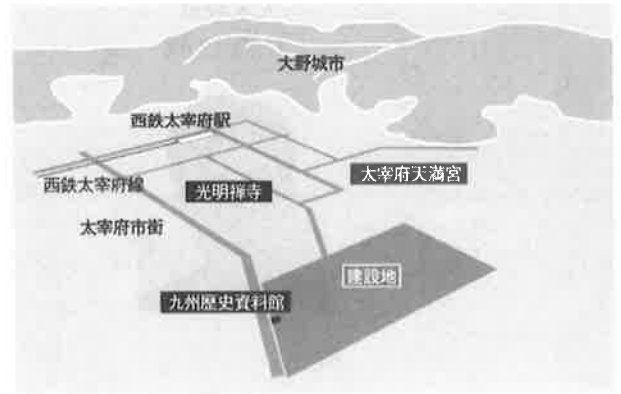 大野城市
西鉄太宰府駅
西鉄太宰府線
光明禅寺
太宰府天満宮
太宰府市街
建設地
九州歴史資料館